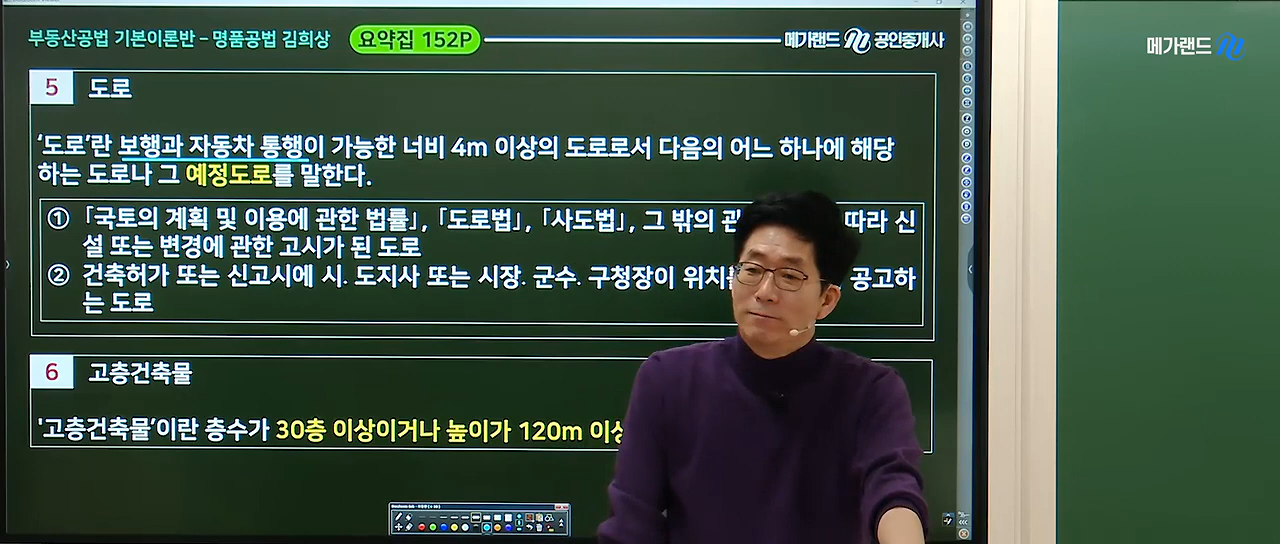 부동산공법 기본이론반 – 명품공법 김희상
요약집 152P
메가랜드 공인중개사
메가랜드
5 도로
‘도로’란 보행과 자동차 통행이 가능한 너비 4m 이상의 도로로서 다음의 어느 하나에 해당
하는 도로나 그 예정도로를 말한다.
① 「국토의 계획 및 이용에 관한 법률」, 「도로법」, 「사도법」, 그 밖의 관 따라 신
설 또는 변경에 관한 고시가 된 도로
② 건축허가 또는 신고시에 시. 도지사 또는 시장. 군수. 구청장이 위치를 공고하
는 도로
6 고층건축물
'고층건축물’이란 층수가 30층 이상이거나 높이가 120m 이상